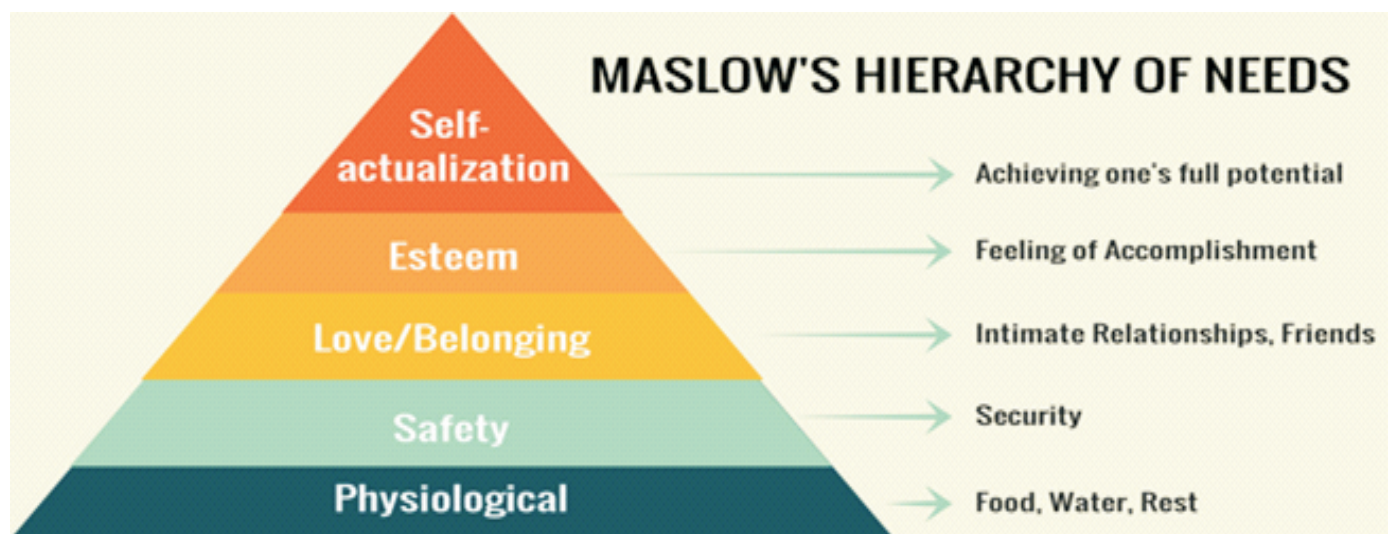 MASLOW'S HIERARCHY OF NEEDS
Self-
actualization
Achieving one's full potential
Esteem
Feeling of Accomplishment
Love/Belonging
Intimate Relationships, Friends
Safety
Security
Physiological
Food, Water, Rest